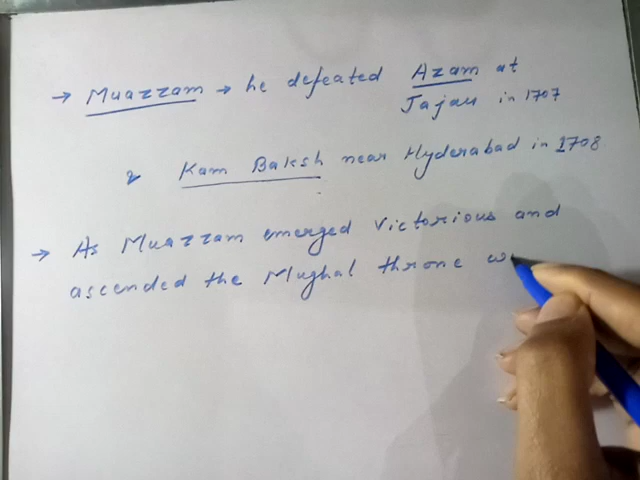 → Muazzam → he defeated Azam at
Jajau in 1707
& Kam Baksh near Hyderabad in 1708
→ As Muazzam emerged victorious and
ascended the Mughal throne w